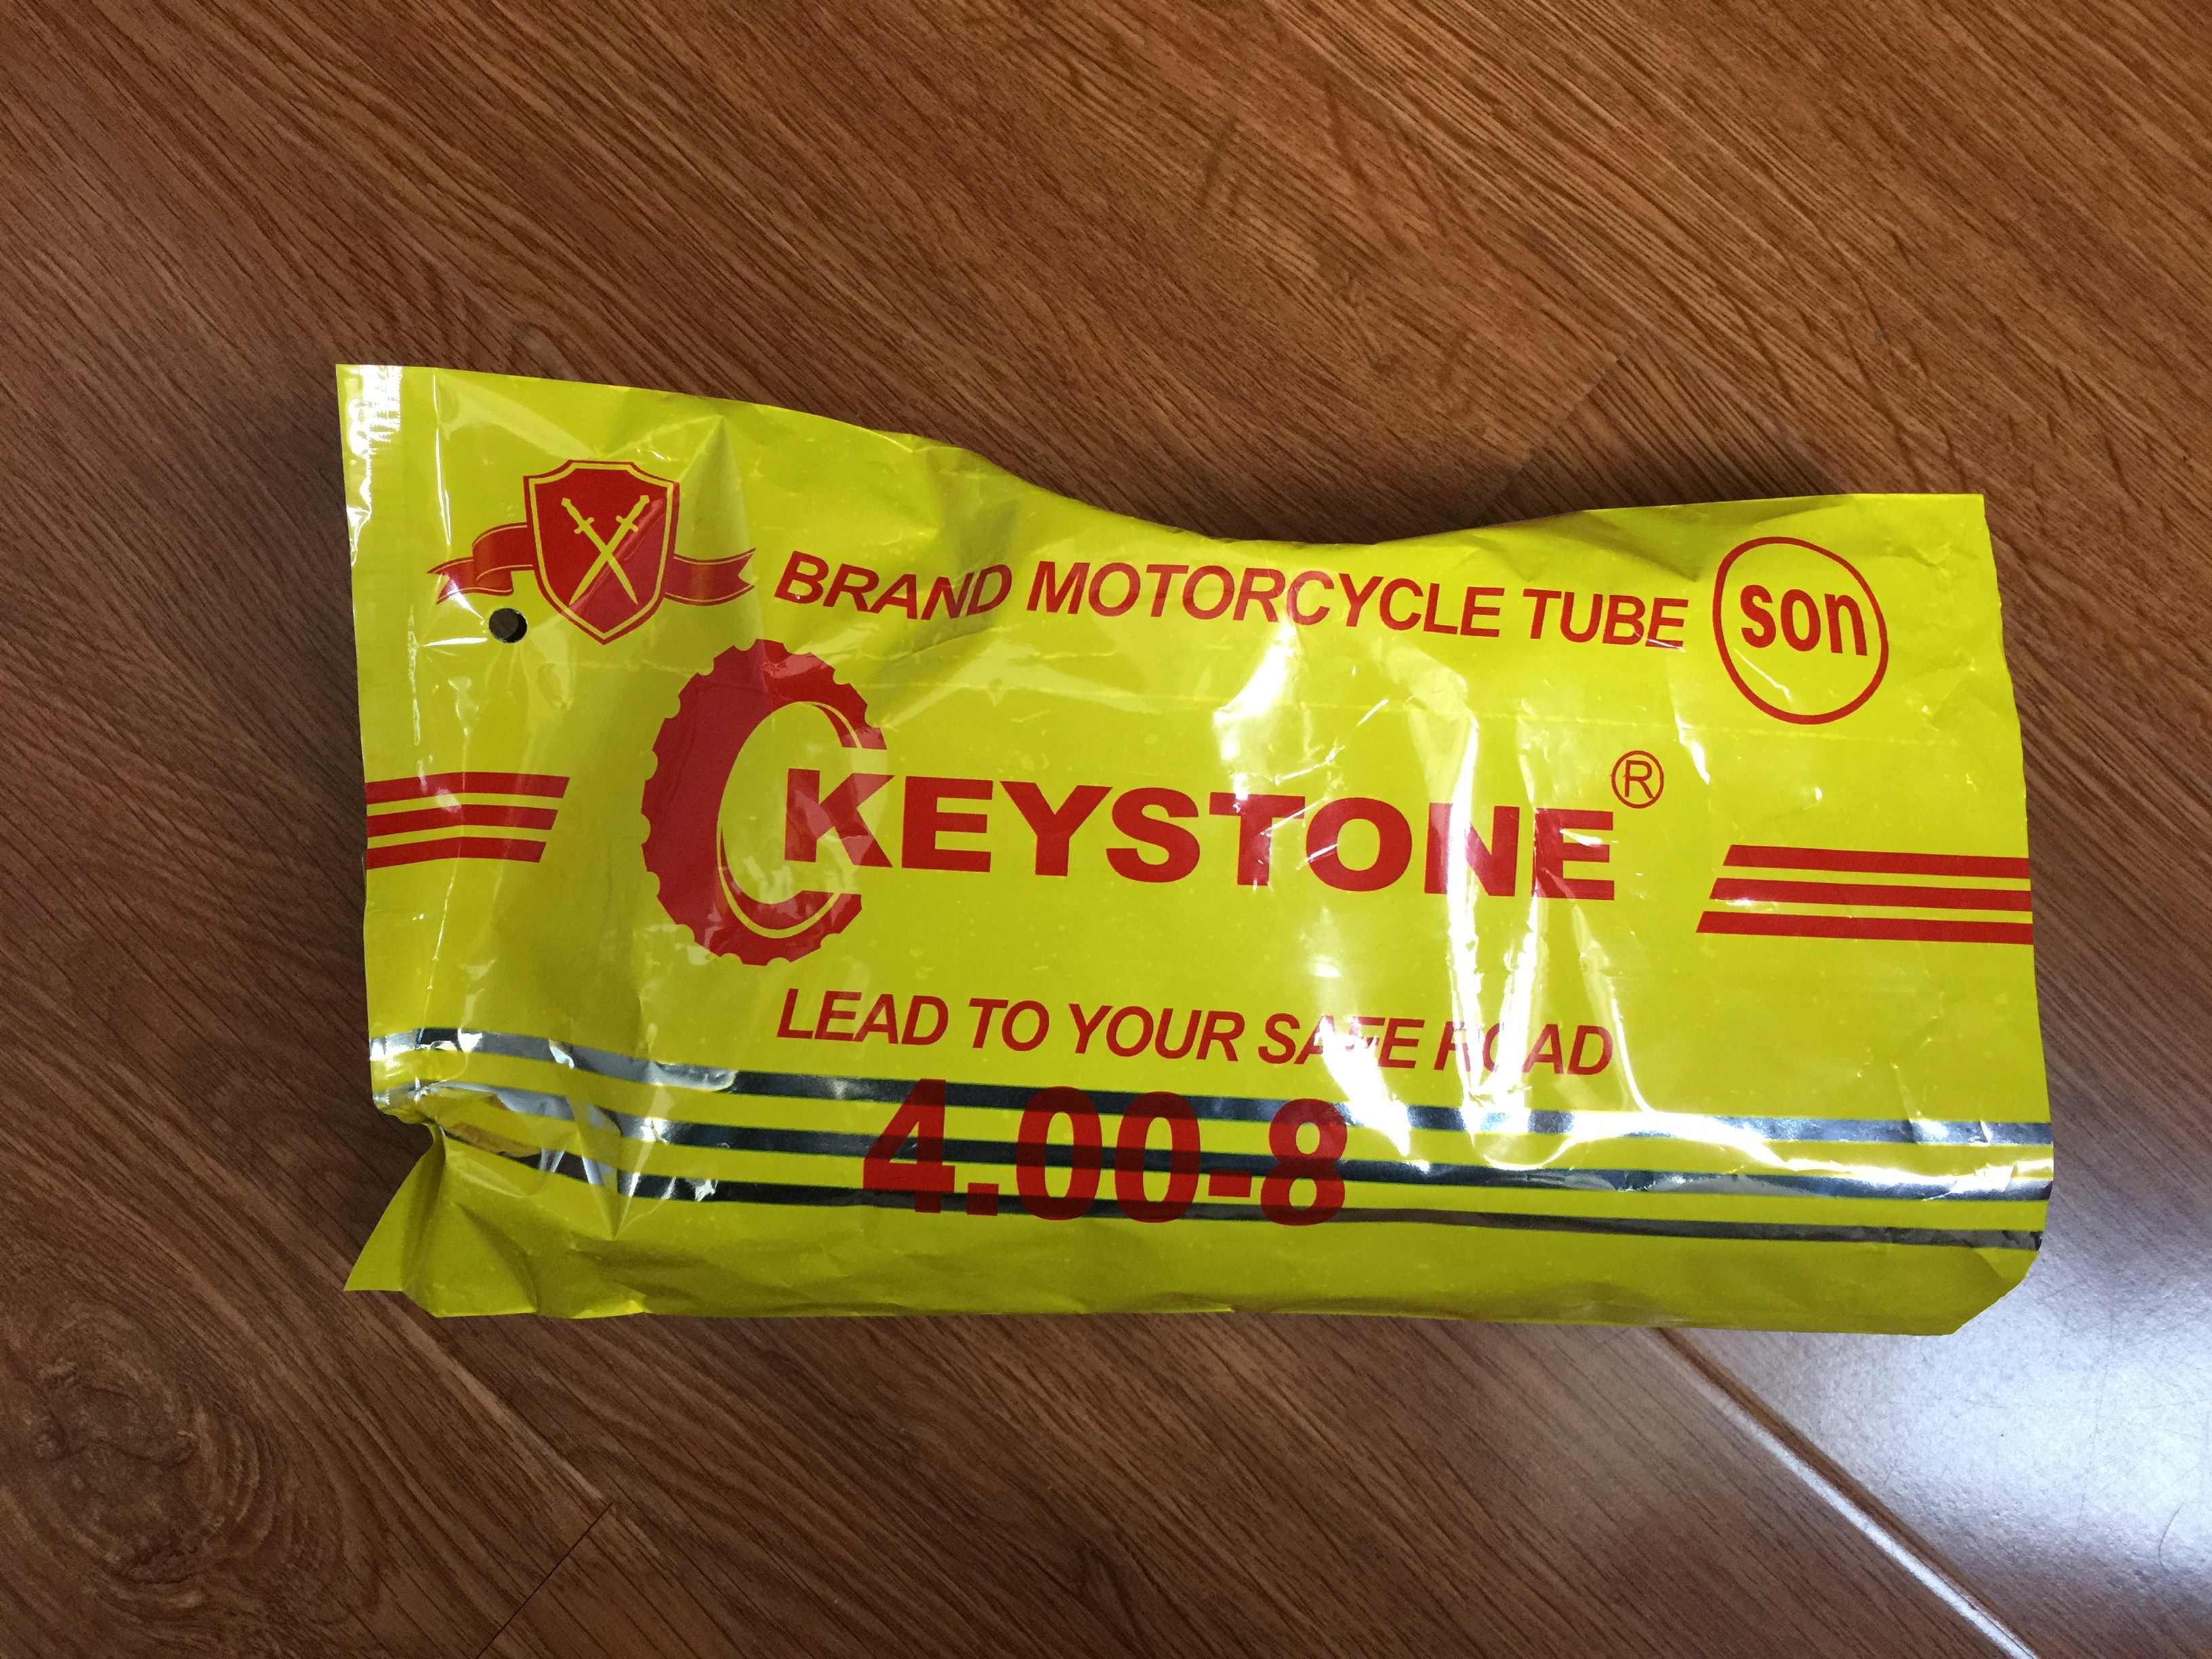 BRAND MOTORCYCLE TUBE son
KEYSTONE ®
LEAD TO YOUR SAFE ROAD
4.00-8